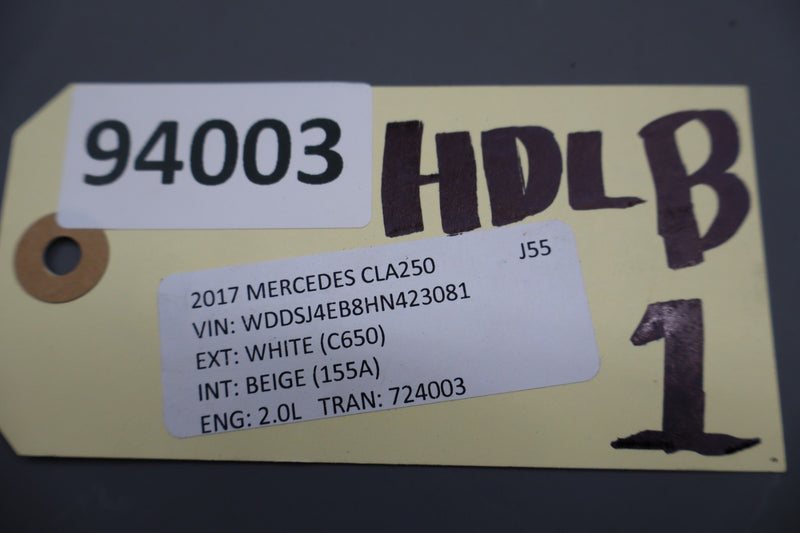 94003
HDL B
1
2017 MERCEDES CLA250 J55
VIN: WDDSJ4EB8HN423081
EXT: WHITE (C650)
INT: BEIGE (155A)
ENG: 2.0L TRAN: 724003